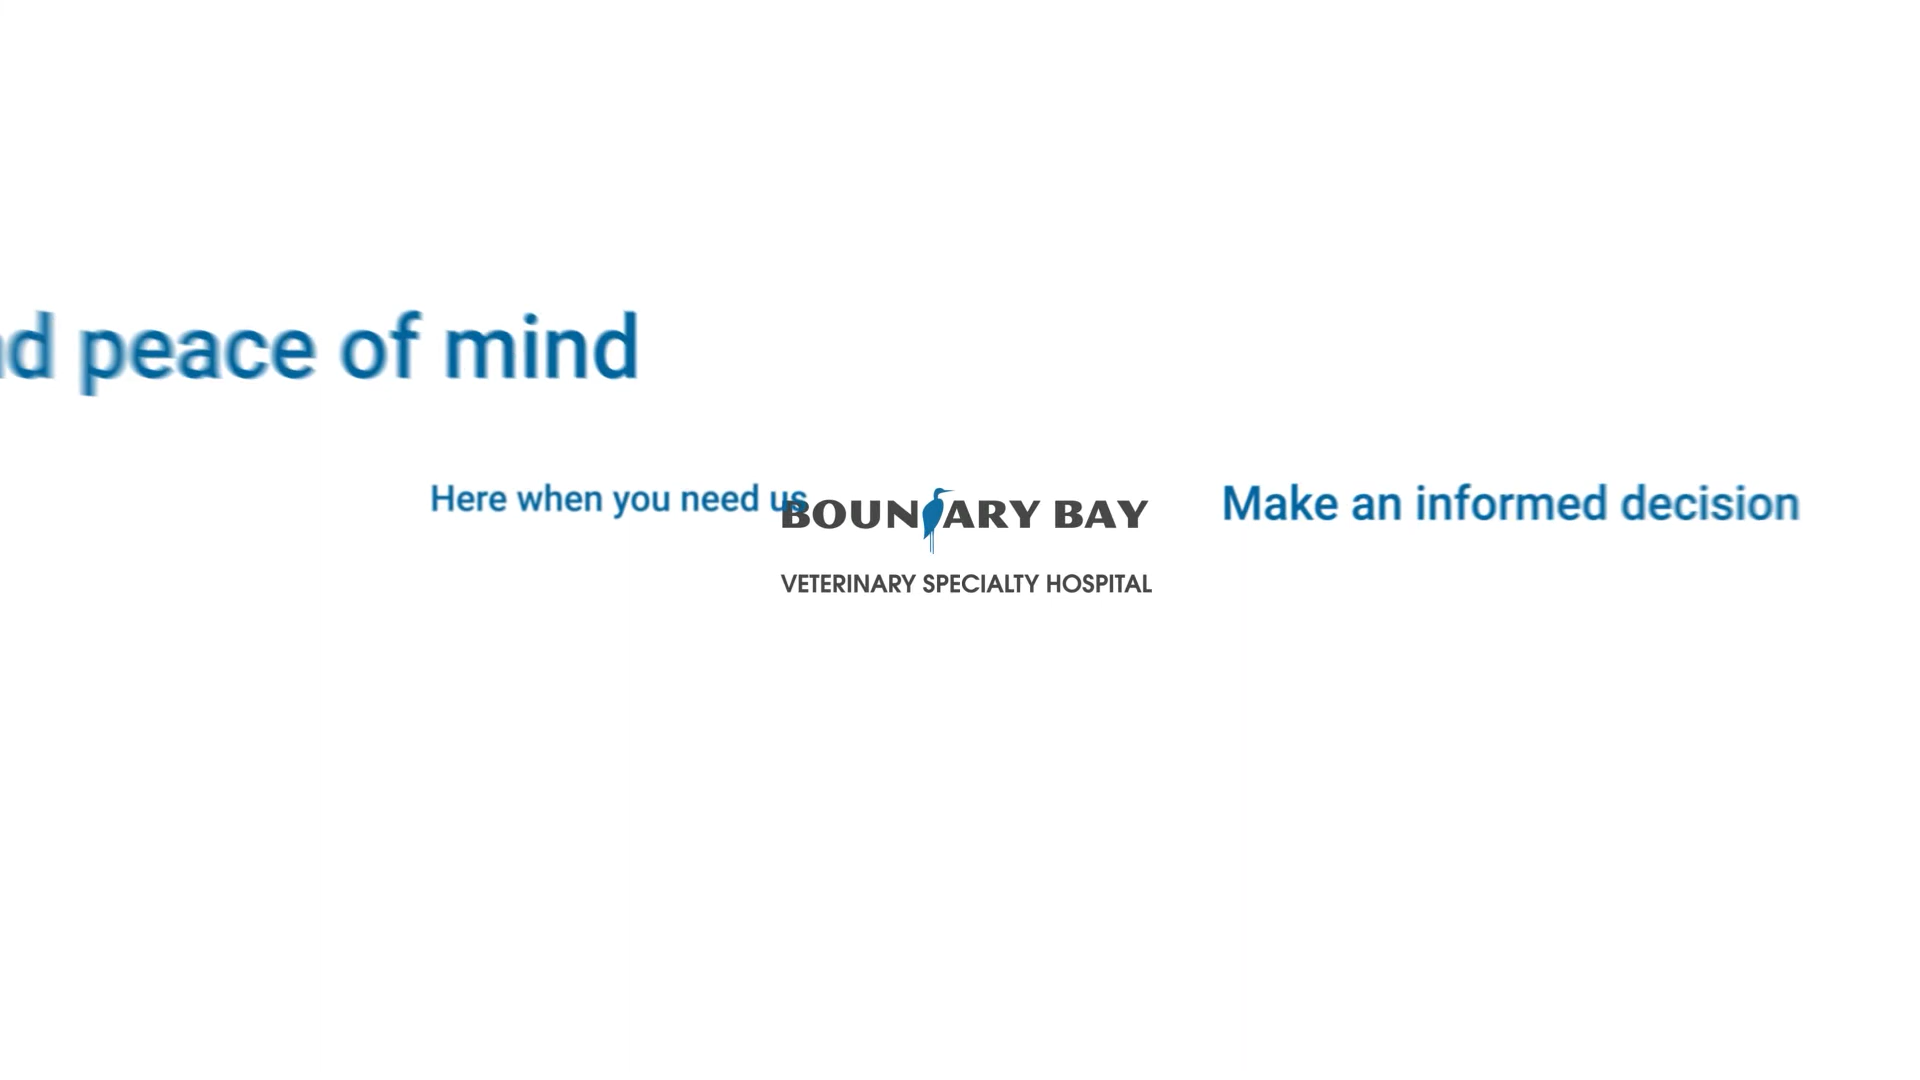 d peace of mind
Here when you need us
Make an informed decision
BOUNDARY BAY
VETERINARY SPECIALTY HOSPITAL